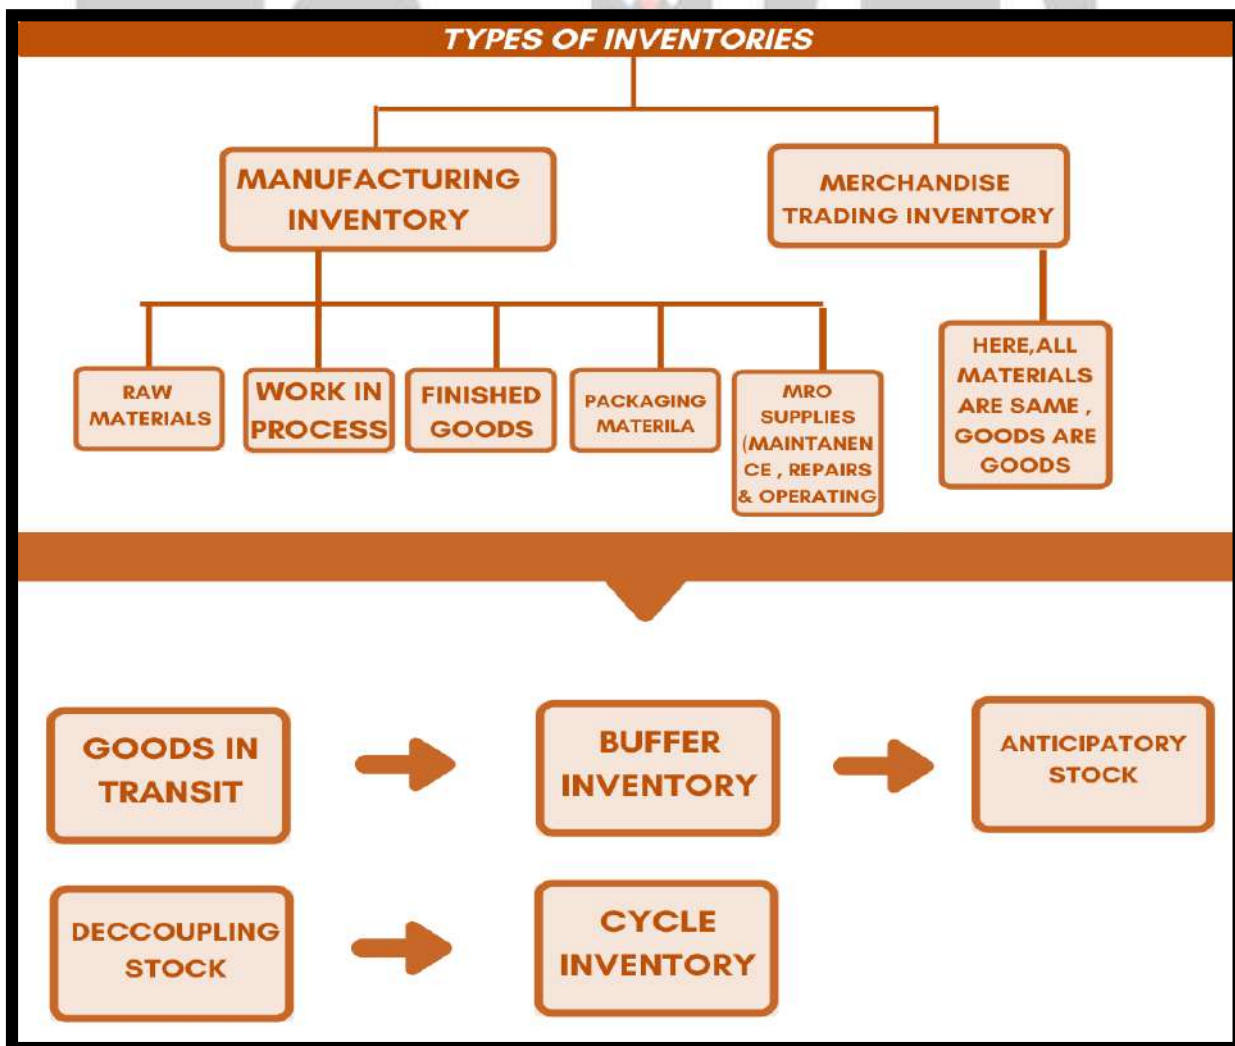 TYPES OF INVENTORIES
MANUFACTURING
INVENTORY
MERCHANDISE
TRADING INVENTORY
RAW
MATERIALS
WORK IN
PROCESS
FINISHED
GOODS
PACKAGING
MATERILA
MRO
SUPPLIES
(MAINTANEN
CE , REPAIRS
& OPERATING
HERE,ALL
MATERIALS
ARE SAME ,
GOODS ARE
GOODS
GOODS IN
TRANSIT
BUFFER
INVENTORY
ANTICIPATORY
STOCK
DECCOUPLING
STOCK
CYCLE
INVENTORY